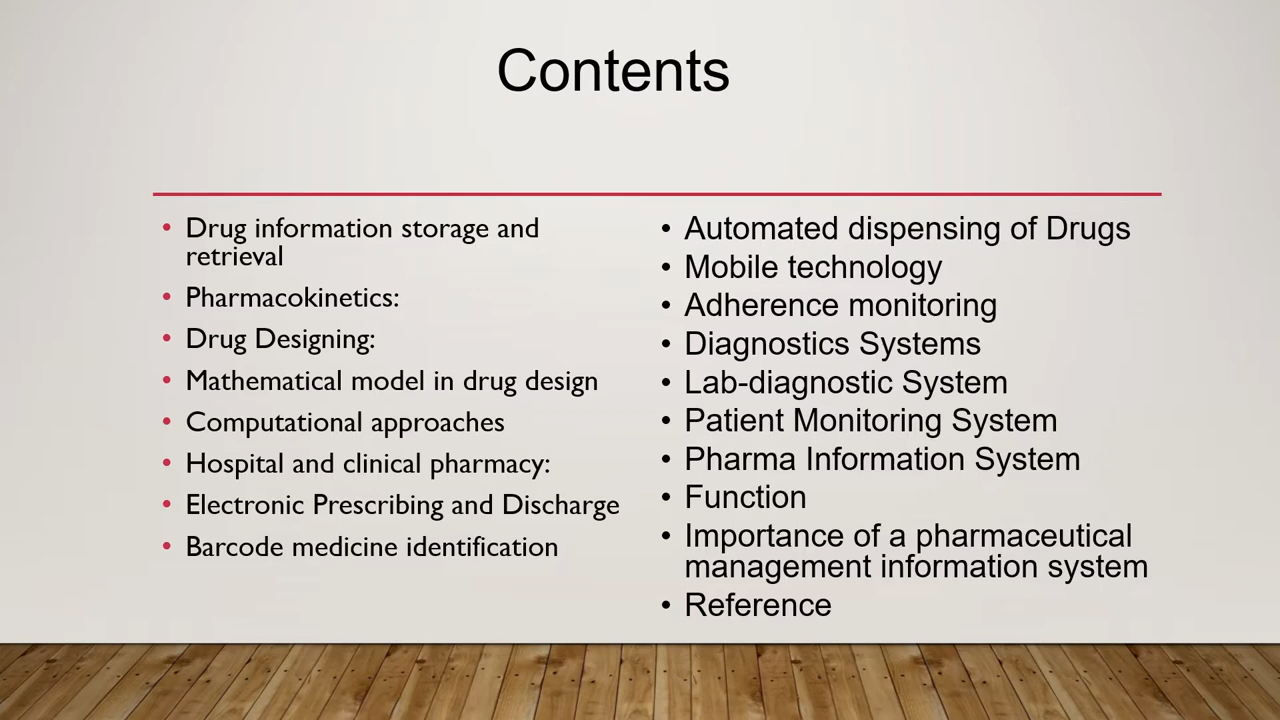 Contents
• Drug information storage and
retrieval
• Pharmacokinetics:
• Drug Designing:
• Mathematical model in drug design
• Computational approaches
• Hospital and clinical pharmacy:
• Electronic Prescribing and Discharge
• Barcode medicine identification
• Automated dispensing of Drugs
• Mobile technology
• Adherence monitoring
• Diagnostics Systems
• Lab-diagnostic System
• Patient Monitoring System
• Pharma Information System
• Function
• Importance of a pharmaceutical
management information system
• Reference